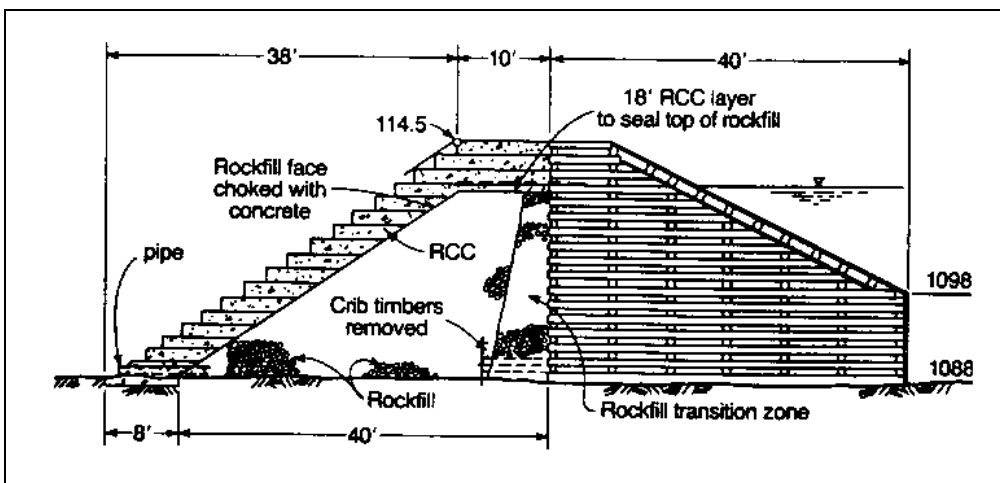 38'
10'
40'
18' RCC layer
to seal top of rockfill
114.5
Rockfill face
choked with
concrete
RCC
pipe
Crib timbers
removed
1098
1088
Rockfill
Rockfill transition zone
8'
40'